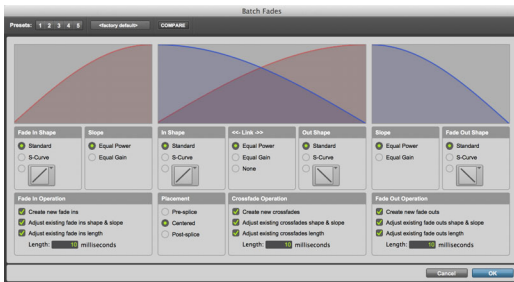 Batch Fades
Presets: 1 2 3 4 5 <factory default> COMPARE
Fade In Shape
Standard
S-Curve
Slope
Equal Power
Equal Gain
In Shape
Standard
S-Curve
<<- Link ->>
Equal Power
Equal Gain
None
Out Shape
Standard
S-Curve
Slope
Equal Power
Equal Gain
Fade Out Shape
Standard
S-Curve
Fade In Operation
Create new fade ins
Adjust existing fade ins shape & slope
Adjust existing fade ins length
Length: 10 milliseconds
Placement
Pre-splice
Centered
Post-splice
Crossfade Operation
Create new crossfades
Adjust existing crossfades shape & slope
Adjust existing crossfades length
Length: 10 milliseconds
Fade Out Operation
Create new fade outs
Adjust existing fade outs shape & slope
Adjust existing fade outs length
Length: 10 milliseconds
Cancel OK